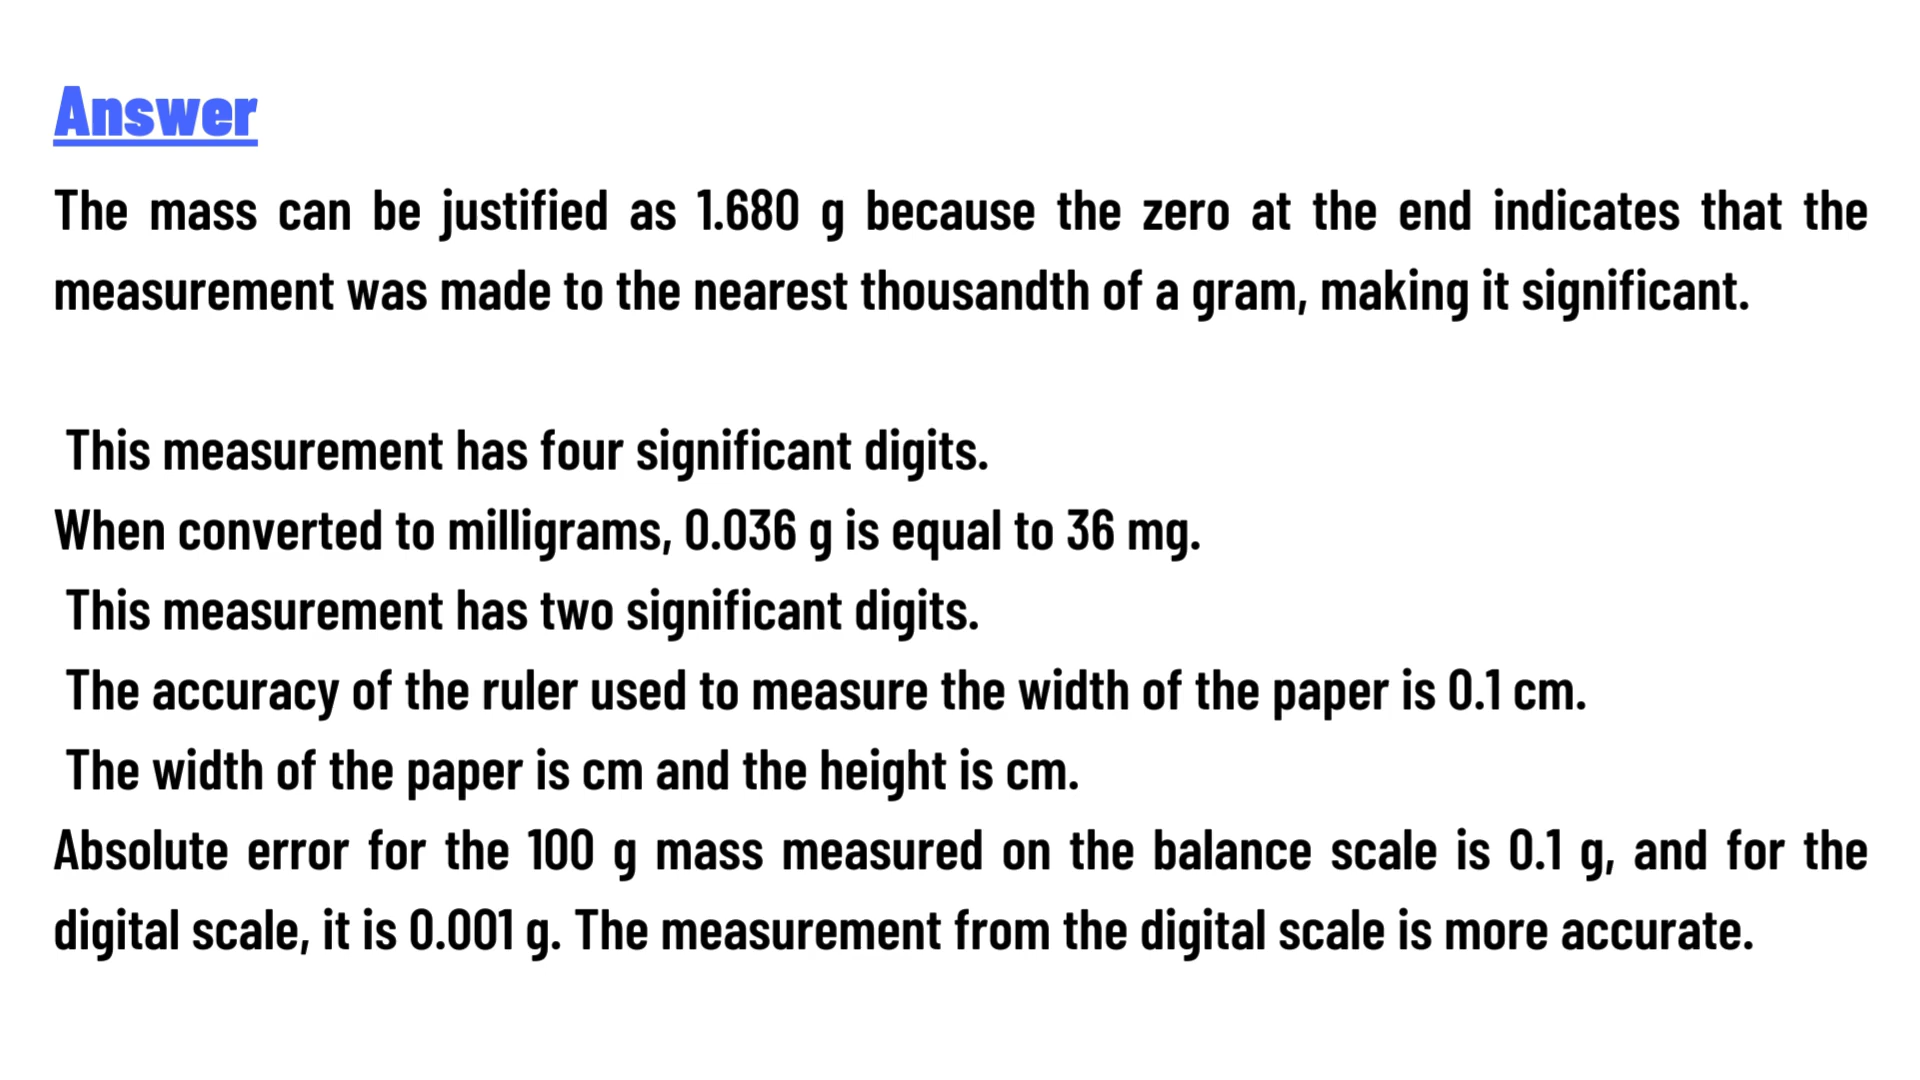 Answer
The mass can be justified as 1.680 g because the zero at the end indicates that the
measurement was made to the nearest thousandth of a gram, making it significant.
This measurement has four significant digits.
When converted to milligrams, 0.036 g is equal to 36 mg.
This measurement has two significant digits.
The accuracy of the ruler used to measure the width of the paper is 0.1 cm.
The width of the paper is cm and the height is cm.
Absolute error for the 100 g mass measured on the balance scale is 0.1 g, and for the
digital scale, it is 0.001 g. The measurement from the digital scale is more accurate.